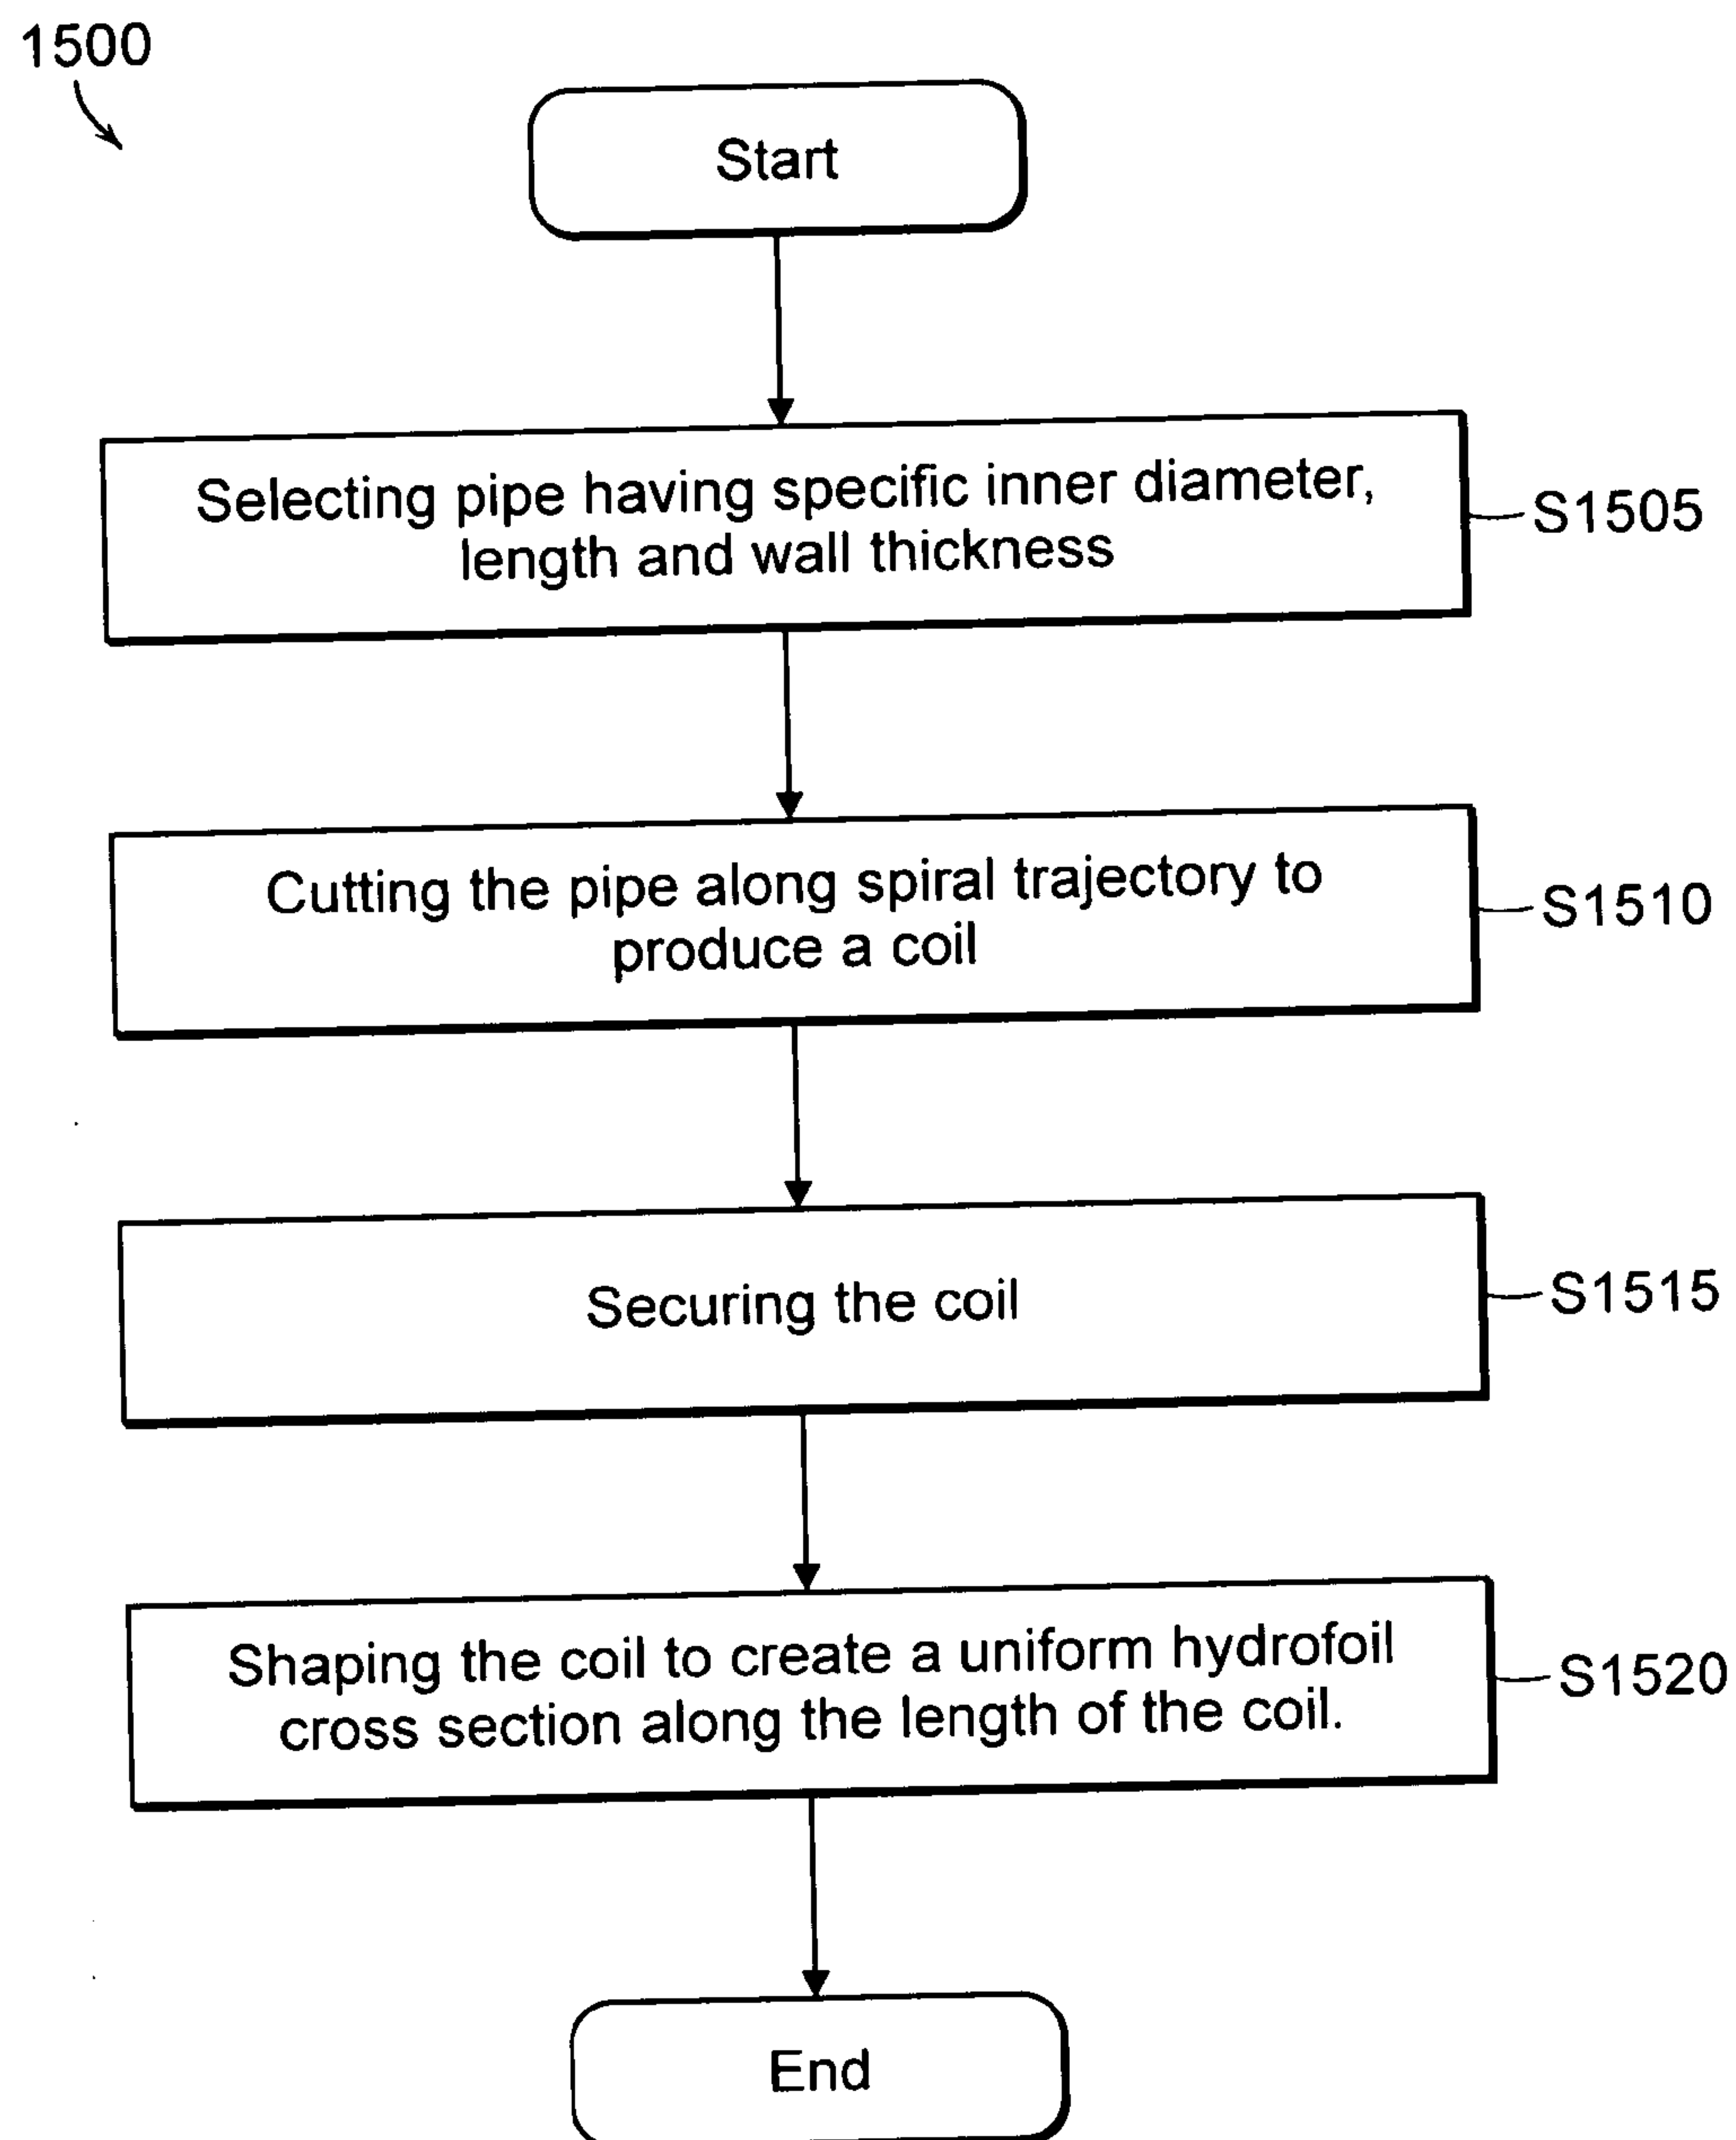 1500
Start
Selecting pipe having specific inner diameter,
length and wall thickness
S1505
Cutting the pipe along spiral trajectory to
produce a coil
S1510
Securing the coil
S1515
Shaping the coil to create a uniform hydrofoil
cross section along the length of the coil.
S1520
End